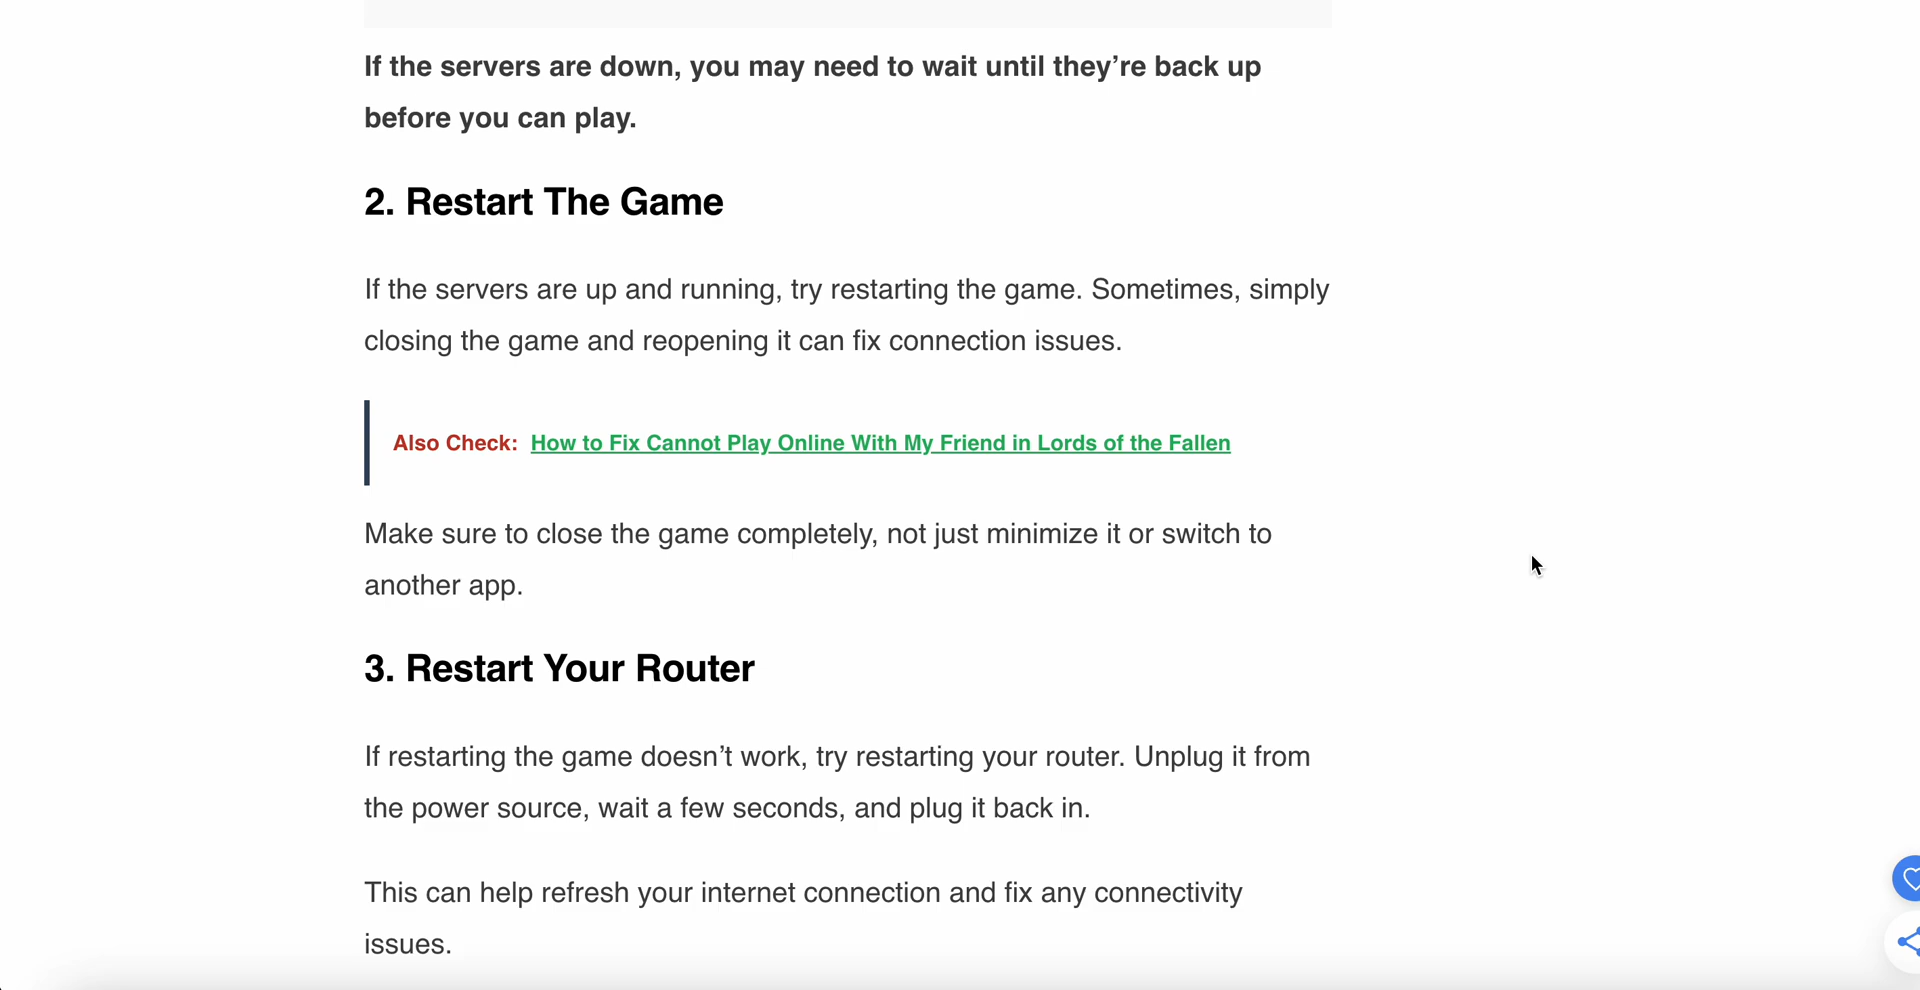 If the servers are down, you may need to wait until they’re back up
before you can play.
2. Restart The Game
If the servers are up and running, try restarting the game. Sometimes, simply
closing the game and reopening it can fix connection issues.
Also Check: How to Fix Cannot Play Online With My Friend in Lords of the Fallen
Make sure to close the game completely, not just minimize it or switch to
another app.
3. Restart Your Router
If restarting the game doesn’t work, try restarting your router. Unplug it from
the power source, wait a few seconds, and plug it back in.
This can help refresh your internet connection and fix any connectivity
issues.